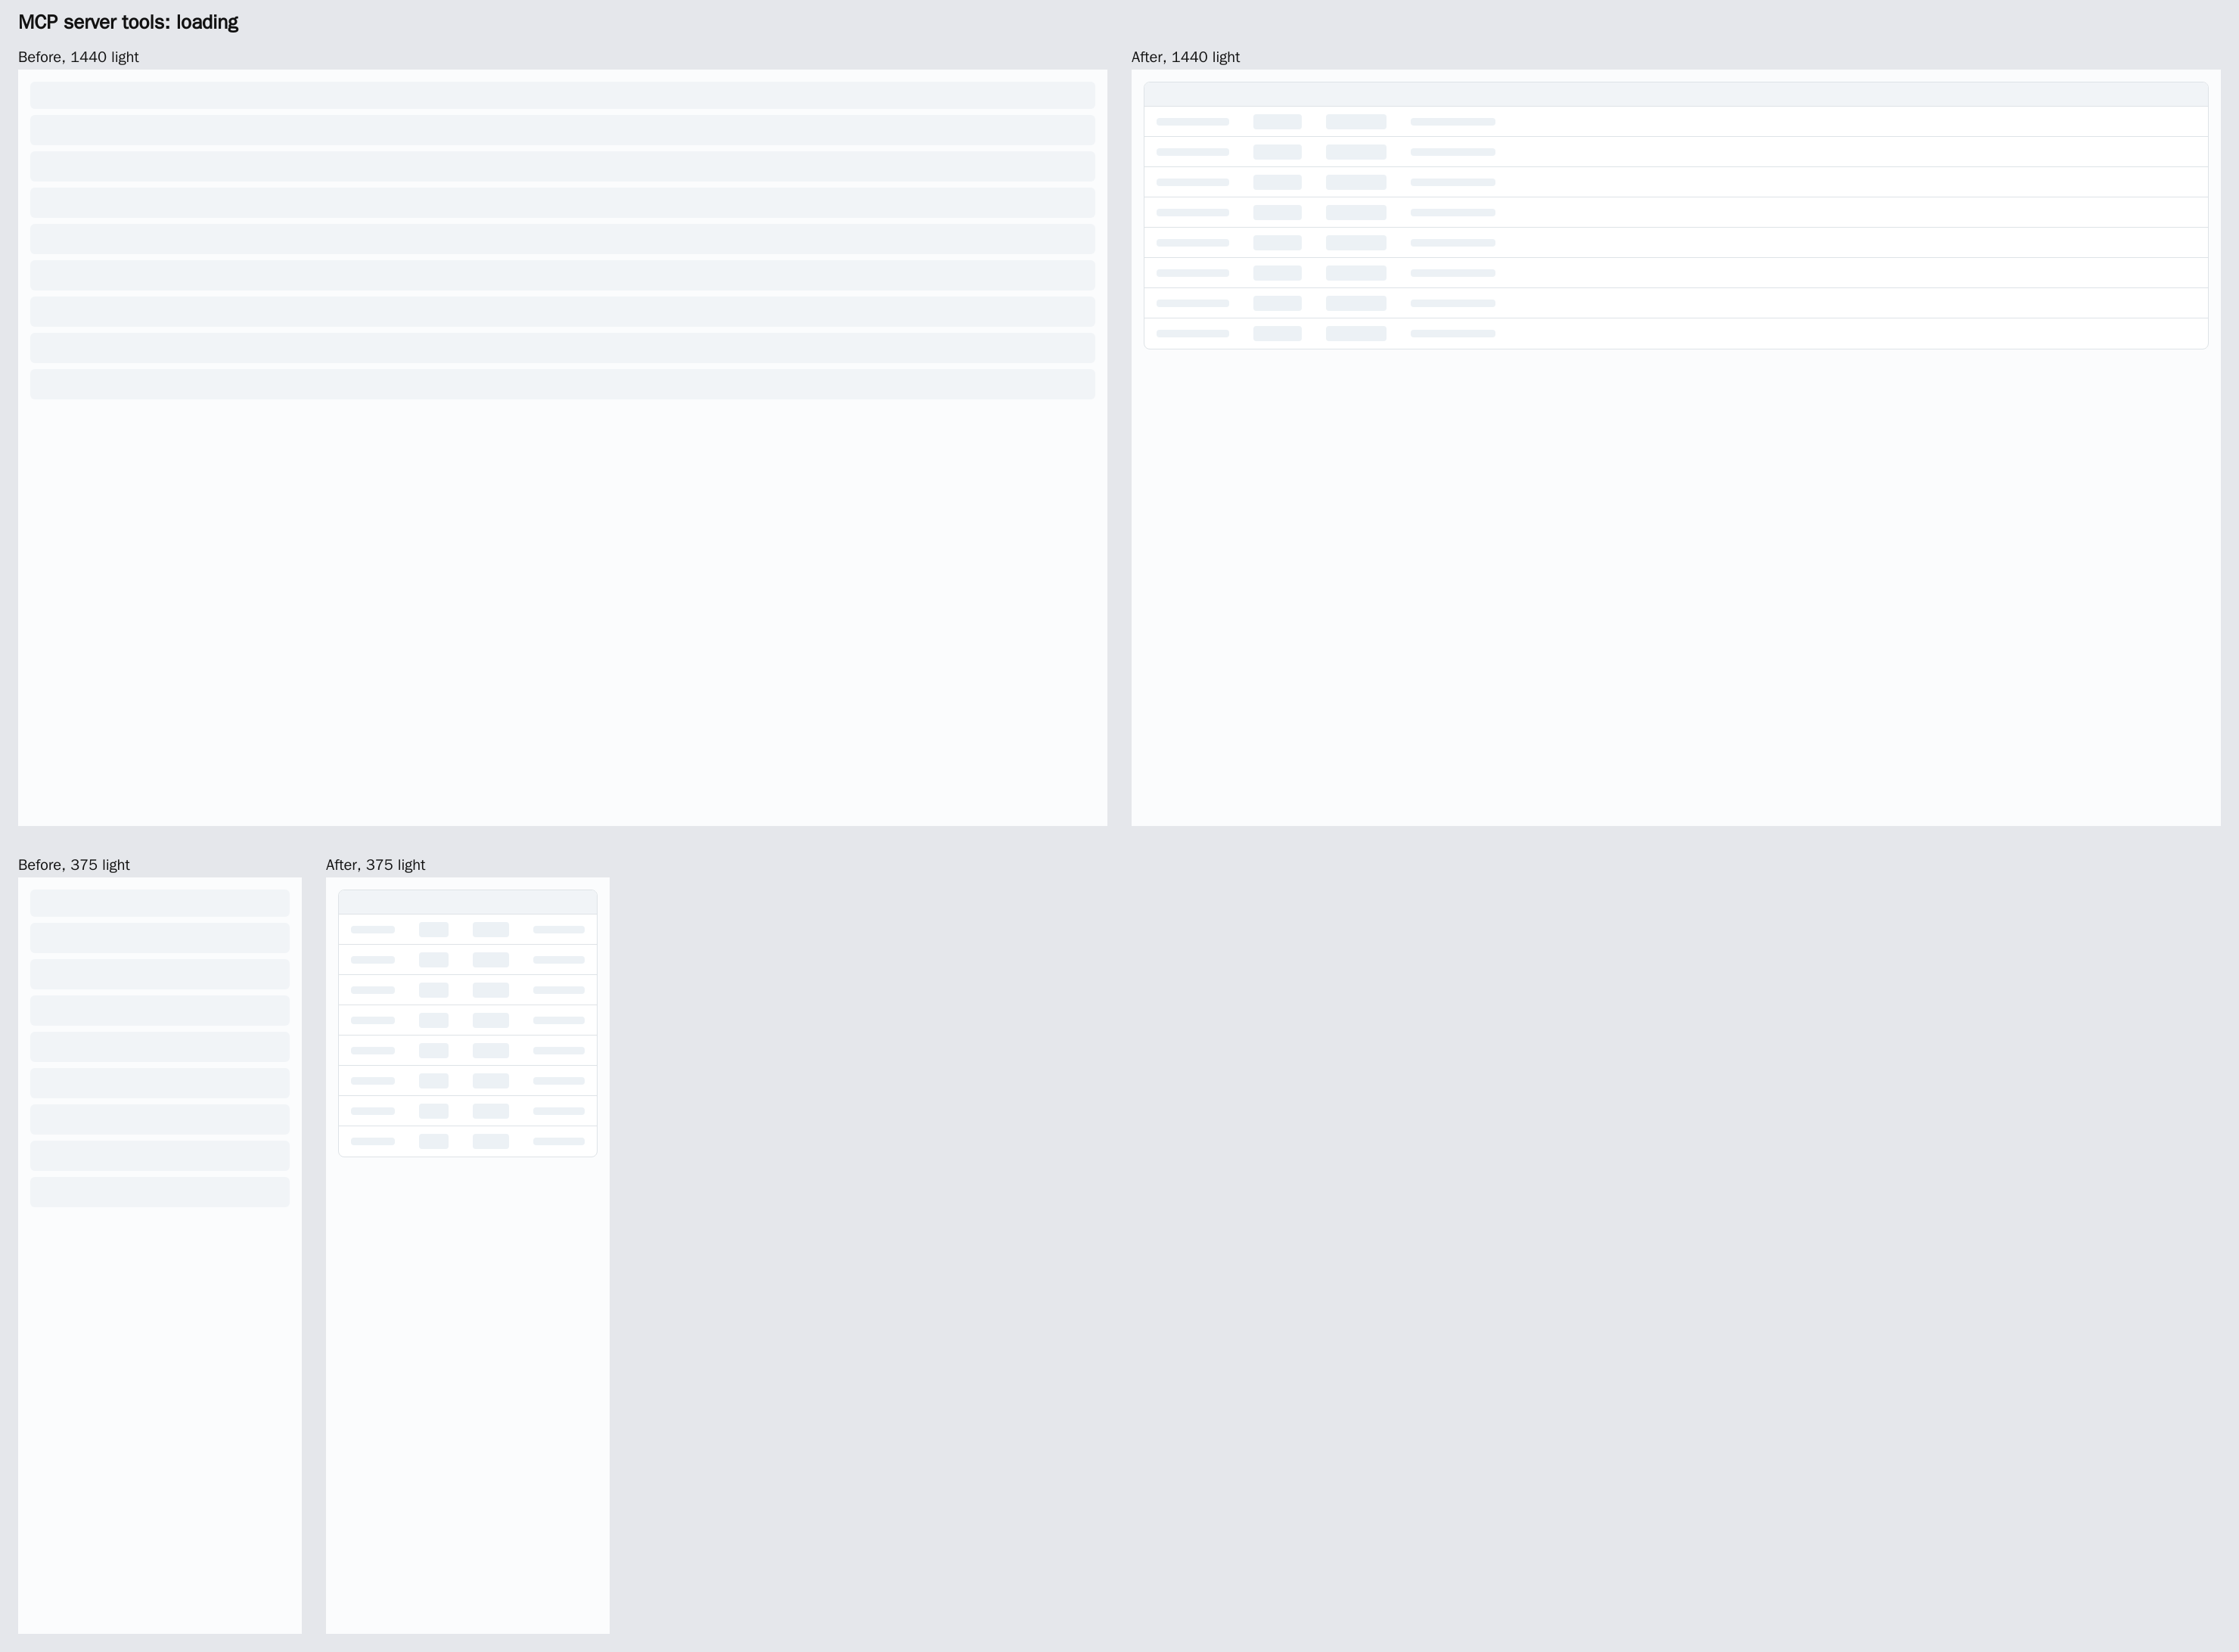 MCP server tools: loading
Before, 1440 light
After, 1440 light
Before, 375 light
After, 375 light